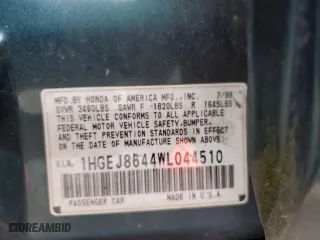 MFD.BY HONDA OF AMERICA MFG.,INC. 7/98
GVWR 3460LBS GAWR F 1820LBS R 1645LBS
THIS VEHICLE CONFORMS TO ALL APPLICABLE
FEDERAL MOTOR VEHICLE SAFETY,BUMPER,
AND THEFT PREVENTION STANDARDS
IN EFFECT ON THE DATE OF
MANUFACTURE SHOWN ABOVE.
V.I.N. 1HGEJ8644WL044510
PASSENGER CAR MADE IN U.S.A